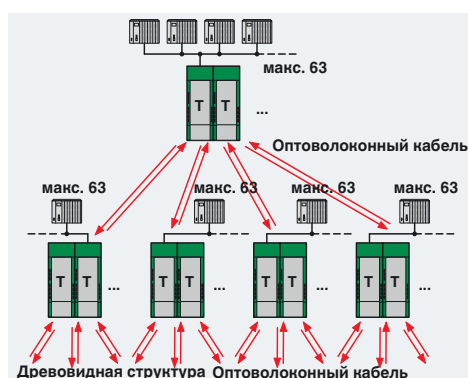 макс. 63
T T ...
Оптоволоконный кабель
макс. 63 макс. 63 макс. 63 макс. 63
T T ... T T ... T T ... T T ...
Древовидная структура Оптоволоконный кабель